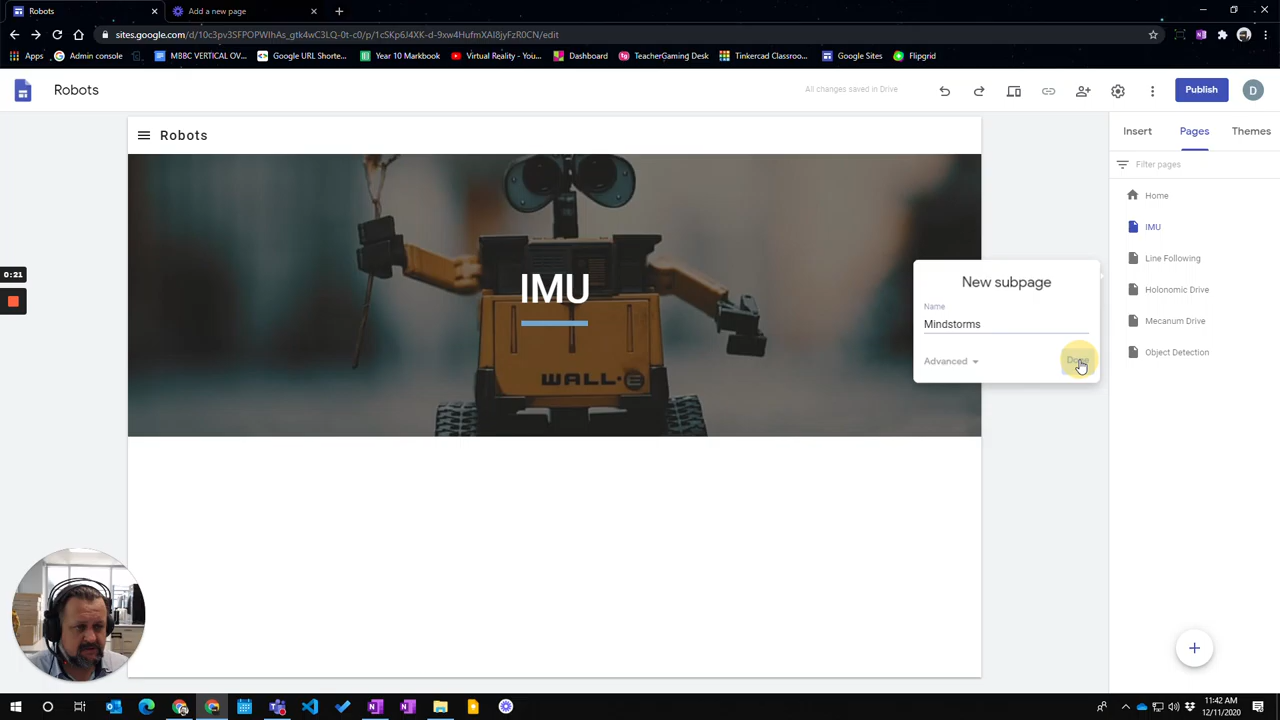 Robots
Add a new page
sites.google.com/d/10c3pv3SFPOPWIhAs_gtk4wC3LQ-0t-c0/p/1cSKp6J4XK-d-9xw4HufmXAI8jyFzR0CN/edit
Apps
Admin console
MBBC VERTICAL OV...
Google URL Shorte...
Year 10 Markbook
Virtual Reality - You...
Dashboard
TeacherGaming Desk
Tinkercad Classroo...
Google Sites
Flipgrid
Robots
All changes saved in Drive
Publish
D
Insert
Pages
Themes
Robots
Filter pages
Home
IMU
Line Following
Holonomic Drive
Mecanum Drive
Object Detection
New subpage
Name
Mindstorms
Advanced
Done
0:21
IMU
WALL·E
11:42 AM
12/11/2020